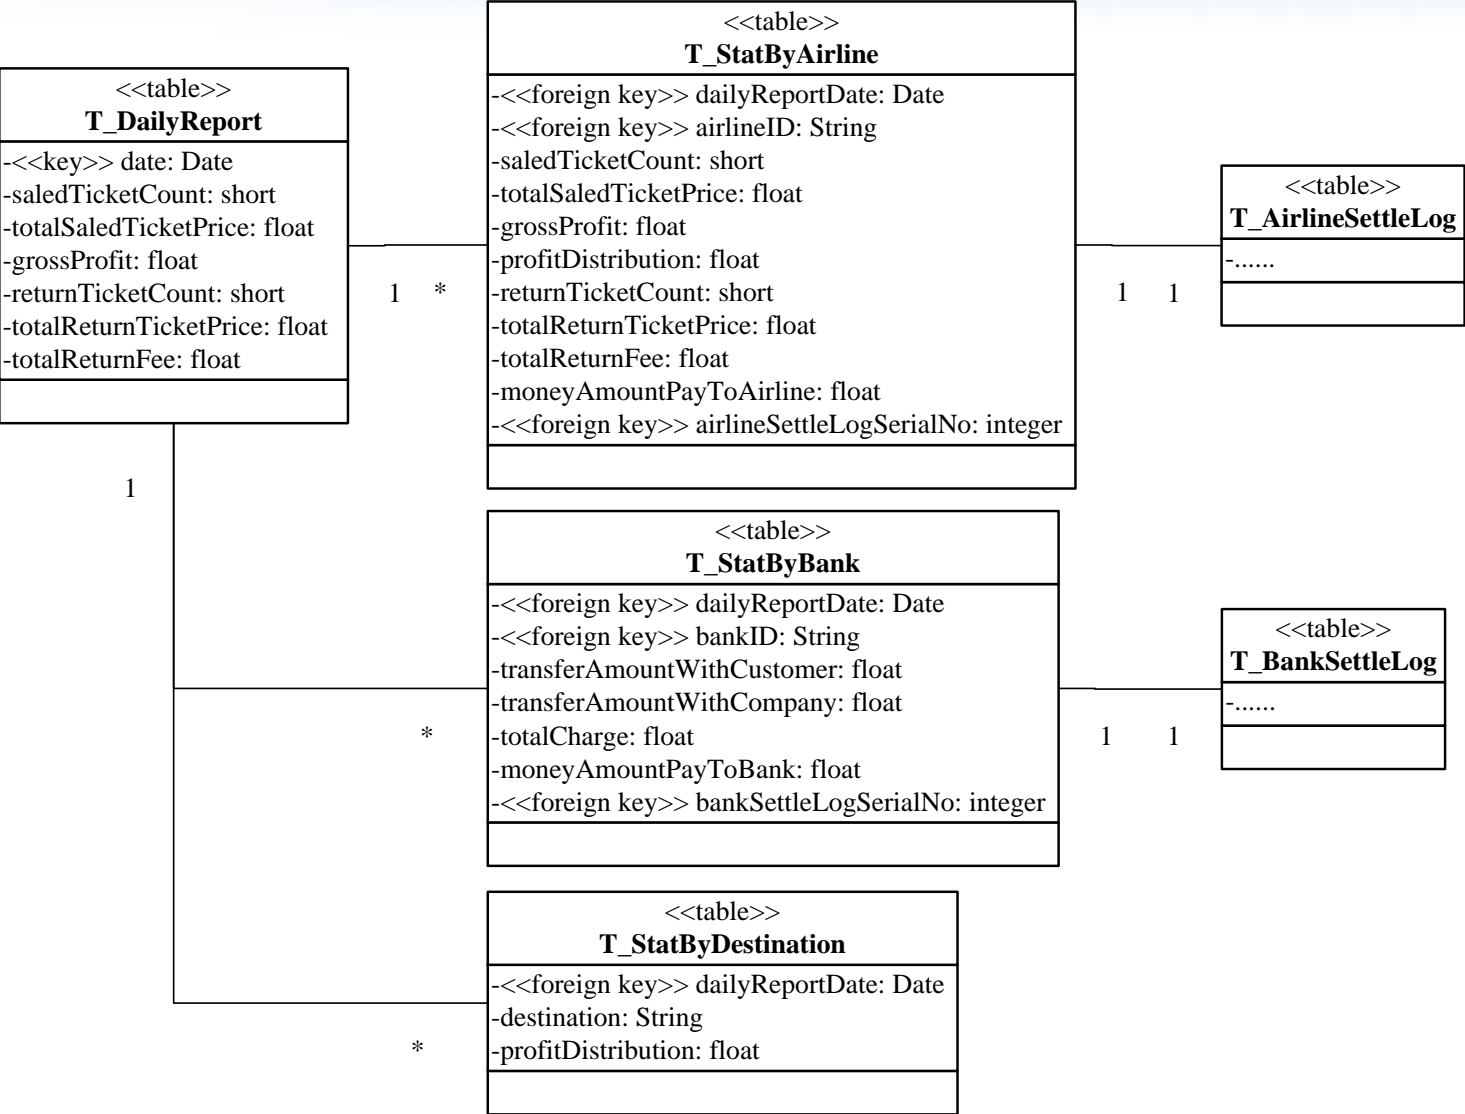 <<table>>
T_DailyReport
-<<key>> date: Date
-saledTicketCount: short
-totalSaledTicketPrice: float
-grossProfit: float
-returnTicketCount: short
-totalReturnTicketPrice: float
-totalReturnFee: float
1
*
1
<<table>>
T_StatByAirline
-<<foreign key>> dailyReportDate: Date
-<<foreign key>> airlineID: String
-saledTicketCount: short
-totalSaledTicketPrice: float
-grossProfit: float
-profitDistribution: float
-returnTicketCount: short
-totalReturnTicketPrice: float
-totalReturnFee: float
-moneyAmountPayToAirline: float
-<<foreign key>> airlineSettleLogSerialNo: integer
1
1
<<table>>
T_AirlineSettleLog
-......
<<table>>
T_StatByBank
-<<foreign key>> dailyReportDate: Date
-<<foreign key>> bankID: String
-transferAmountWithCustomer: float
-transferAmountWithCompany: float
-totalCharge: float
-moneyAmountPayToBank: float
-<<foreign key>> bankSettleLogSerialNo: integer
*
1
1
<<table>>
T_BankSettleLog
-......
<<table>>
T_StatByDestination
-<<foreign key>> dailyReportDate: Date
-destination: String
-profitDistribution: float
*